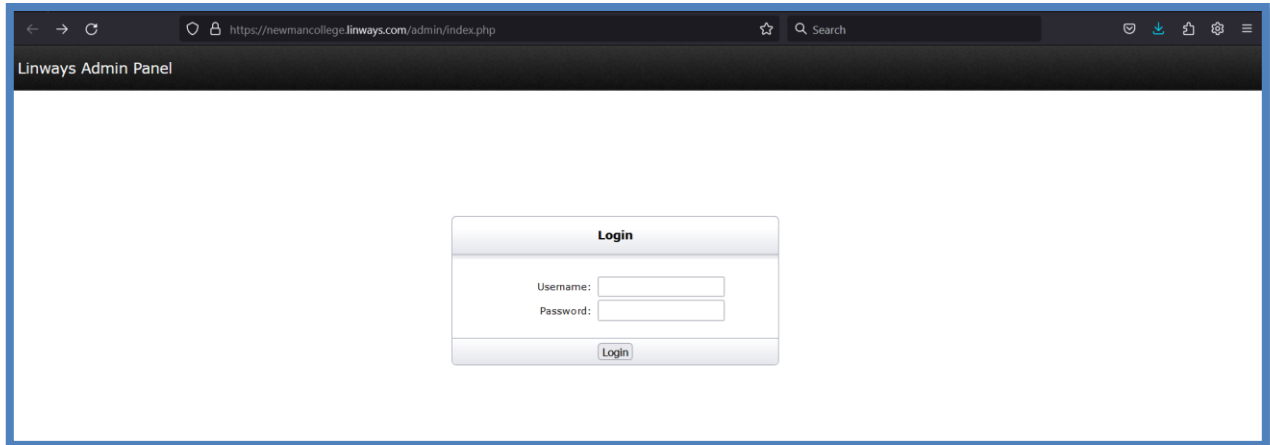 https://newmancollege.linways.com/admin/index.php
Search
Linways Admin Panel
Login
Username:
Password:
Login